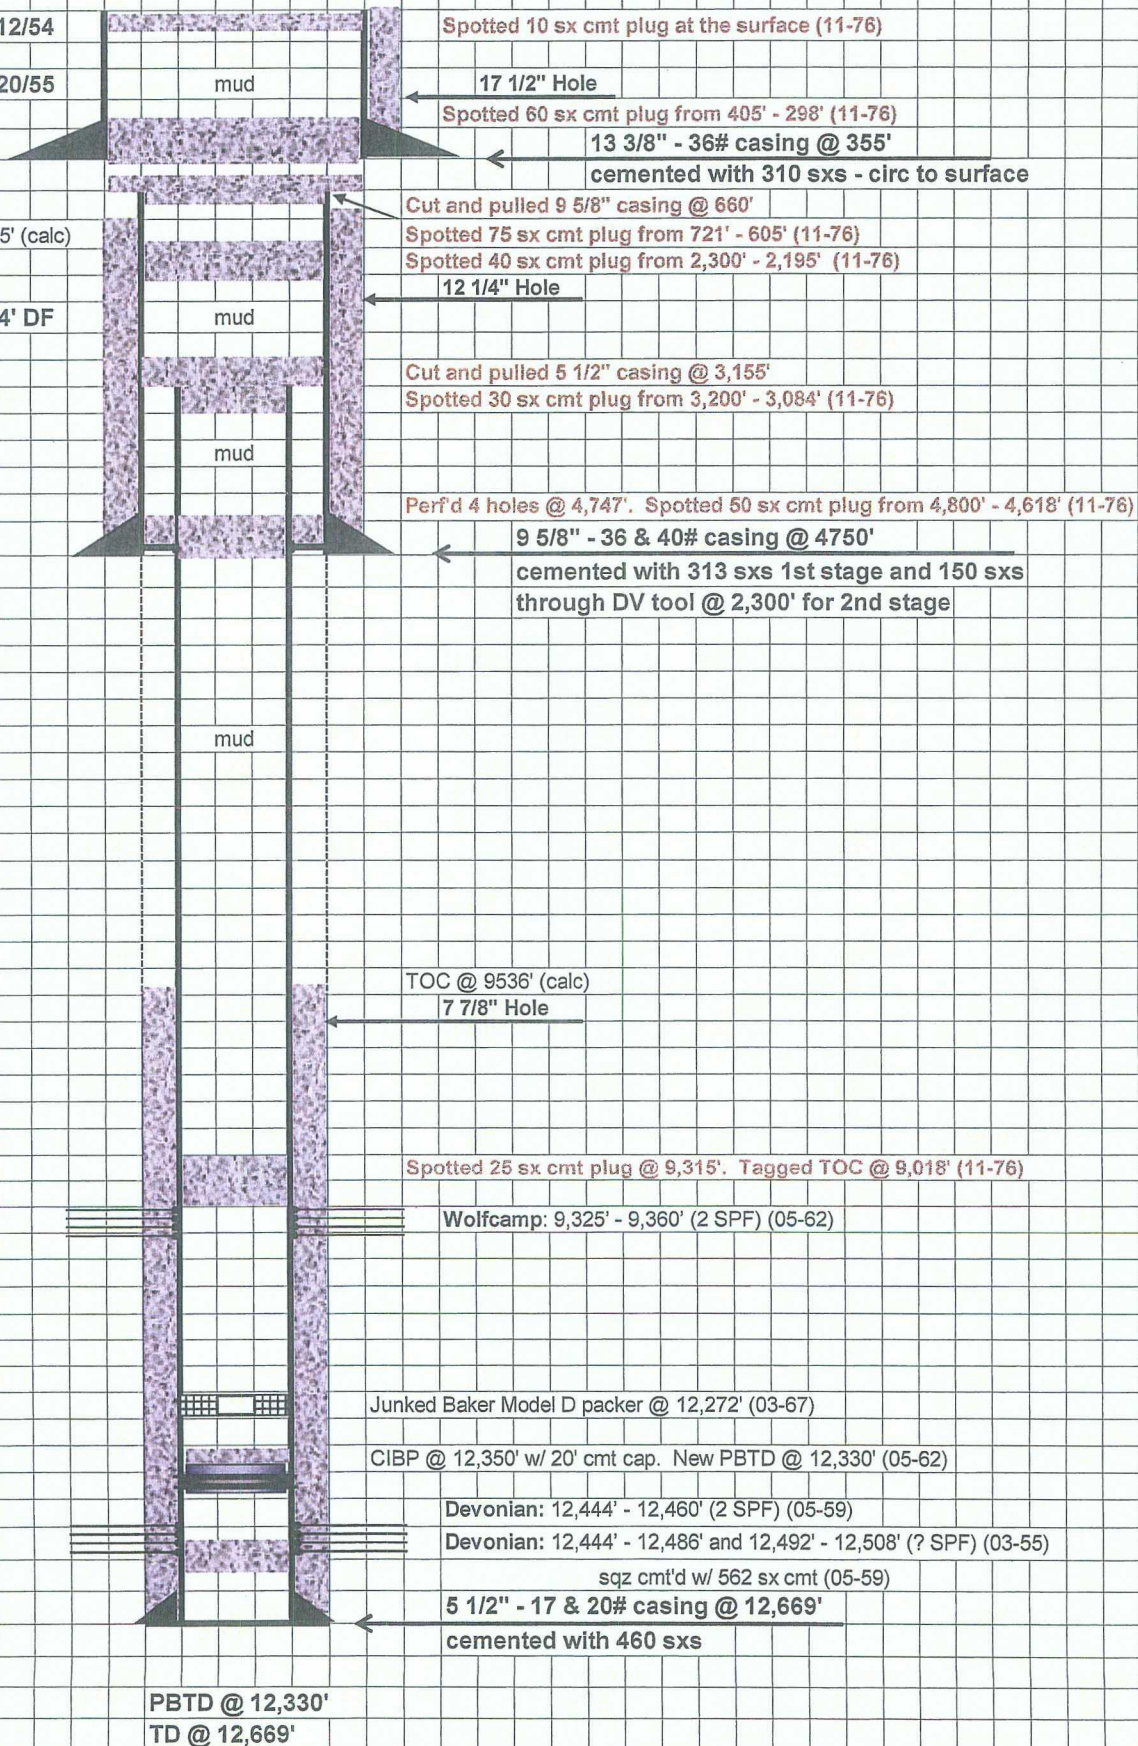 12/54
Spotted 10 sx cmt plug at the surface (11-76)
20/55
mud
17 1/2" Hole
Spotted 60 sx cmt plug from 405' - 298' (11-76)
13 3/8" - 36# casing @ 355'
cemented with 310 sxs - circ to surface
Cut and pulled 9 5/8" casing @ 660'
5' (calc)
Spotted 75 sx cmt plug from 721' - 605' (11-76)
Spotted 40 sx cmt plug from 2,300' - 2,195' (11-76)
12 1/4" Hole
4' DF
mud
Cut and pulled 5 1/2" casing @ 3,155'
Spotted 30 sx cmt plug from 3,200' - 3,084' (11-76)
mud
Perf'd 4 holes @ 4,747'. Spotted 50 sx cmt plug from 4,800' - 4,618' (11-76)
9 5/8" - 36 & 40# casing @ 4750'
cemented with 313 sxs 1st stage and 150 sxs
through DV tool @ 2,300' for 2nd stage
mud
TOC @ 9536' (calc)
7 7/8" Hole
Spotted 25 sx cmt plug @ 9,315'. Tagged TOC @ 9,018' (11-76)
Wolfcamp: 9,325' - 9,360' (2 SPF) (05-62)
Junked Baker Model D packer @ 12,272' (03-67)
CIBP @ 12,350' w/ 20' cmt cap. New PBTD @ 12,330' (05-62)
Devonian: 12,444' - 12,460' (2 SPF) (05-59)
Devonian: 12,444' - 12,486' and 12,492' - 12,508' (? SPF) (03-55)
sqz cmt'd w/ 562 sx cmt (05-59)
5 1/2" - 17 & 20# casing @ 12,669'
cemented with 460 sxs
PBTD @ 12,330'
TD @ 12,669'